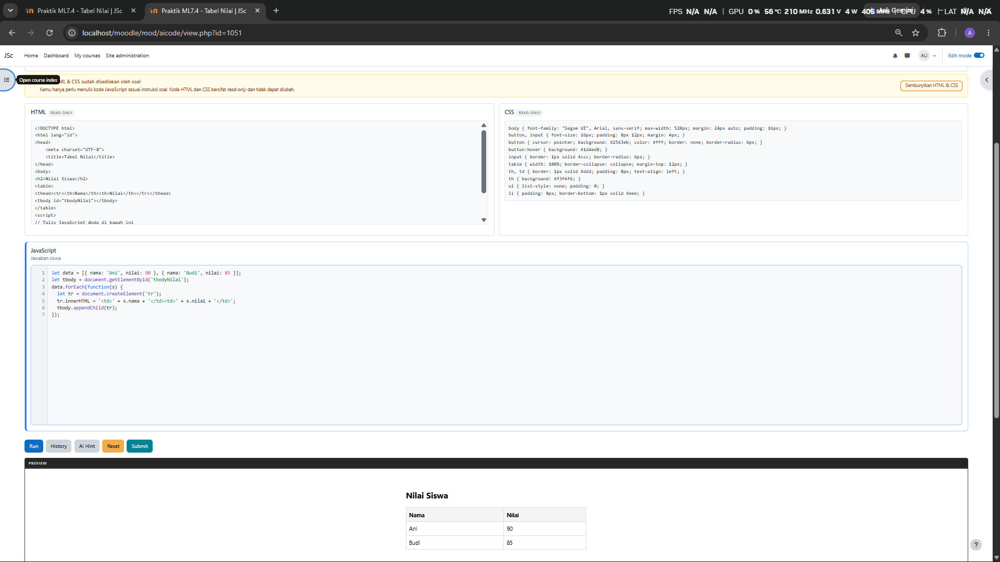 Praktik ML7.4 - Tabel Nilai | JSc
Praktik ML7.4 - Tabel Nilai | JSc
FPS N/A N/A | GPU 0 % 56 °C 210 MHz 0.631 V 4 W 405 MHz | CPU 4 % | LAT N/A N/A
Ask Gemini
localhost/moodle/mod/aicode/view.php?id=1051
A
JSc Home Dashboard My courses Site administration
AU
Edit mode
Open course index
ML & CSS sudah disediakan oleh soal
Kamu hanya perlu menulis kode JavaScript sesuai instruksi soal. Kode HTML dan CSS bersifat read-only dan tidak dapat diubah.
Sembunyikan HTML & CSS
HTML READ-ONLY
<!DOCTYPE html>
<html lang="id">
<head>
    <meta charset="UTF-8">
    <title>Tabel Nilai</title>
</head>
<body>
<h2>Nilai Siswa</h2>
<table>
<thead><tr><th>Nama</th><th>Nilai</th></tr></thead>
<tbody id="tbodyNilai"></tbody>
</table>
<script>
// Tulis JavaScript Anda di bawah ini
CSS READ-ONLY
body { font-family: "Segoe UI", Arial, sans-serif; max-width: 520px; margin: 24px auto; padding: 16px; }
button, input { font-size: 16px; padding: 8px 12px; margin: 4px; }
button { cursor: pointer; background: #2563eb; color: #fff; border: none; border-radius: 6px; }
button:hover { background: #1d4ed8; }
input { border: 1px solid #ccc; border-radius: 6px; }
table { width: 100%; border-collapse: collapse; margin-top: 12px; }
th, td { border: 1px solid #ddd; padding: 8px; text-align: left; }
th { background: #f3f4f6; }
ul { list-style: none; padding: 0; }
li { padding: 8px; border-bottom: 1px solid #eee; }
JavaScript
Jawaban siswa
1 let data = [{ nama: 'Ani', nilai: 90 }, { nama: 'Budi', nilai: 85 }];
2 let tbody = document.getElementById('tbodyNilai');
3 data.forEach(function(s) {
4   let tr = document.createElement('tr');
5   tr.innerHTML = '<td>' + s.nama + '</td><td>' + s.nilai + '</td>';
6   tbody.appendChild(tr);
7 });
Run History AI Hint Reset Submit
PREVIEW
Nilai Siswa
Nama Nilai
Ani 90
Budi 85
?